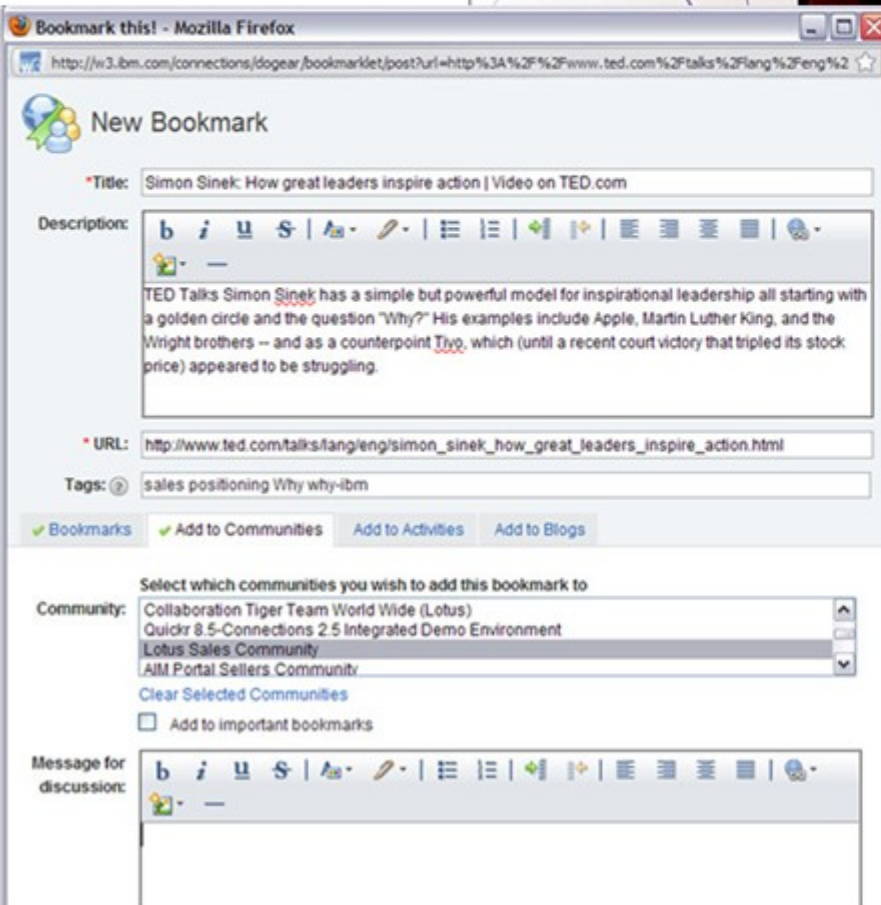 Bookmark this! - Mozilla Firefox
http://w3.ibm.com/connections/dogear/bookmarklet/post?url=http%3A%2F%2Fwww.ted.com%2Ftalks%2Flang%2Feng%2
New Bookmark
*Title: Simon Sinek: How great leaders inspire action | Video on TED.com
Description:
b i u S
TED Talks Simon Sinek has a simple but powerful model for inspirational leadership all starting with
a golden circle and the question "Why?" His examples include Apple, Martin Luther King, and the
Wright brothers -- and as a counterpoint Tivo, which (until a recent court victory that tripled its stock
price) appeared to be struggling.
* URL: http://www.ted.com/talks/lang/eng/simon_sinek_how_great_leaders_inspire_action.html
Tags: ? sales positioning Why why-ibm
Bookmarks Add to Communities Add to Activities Add to Blogs
Select which communities you wish to add this bookmark to
Community: Collaboration Tiger Team World Wide (Lotus)
Quickr 8.5-Connections 2.5 Integrated Demo Environment
Lotus Sales Community
AIM Portal Sellers Community
Clear Selected Communities
Add to important bookmarks
Message for
discussion:
b i u S